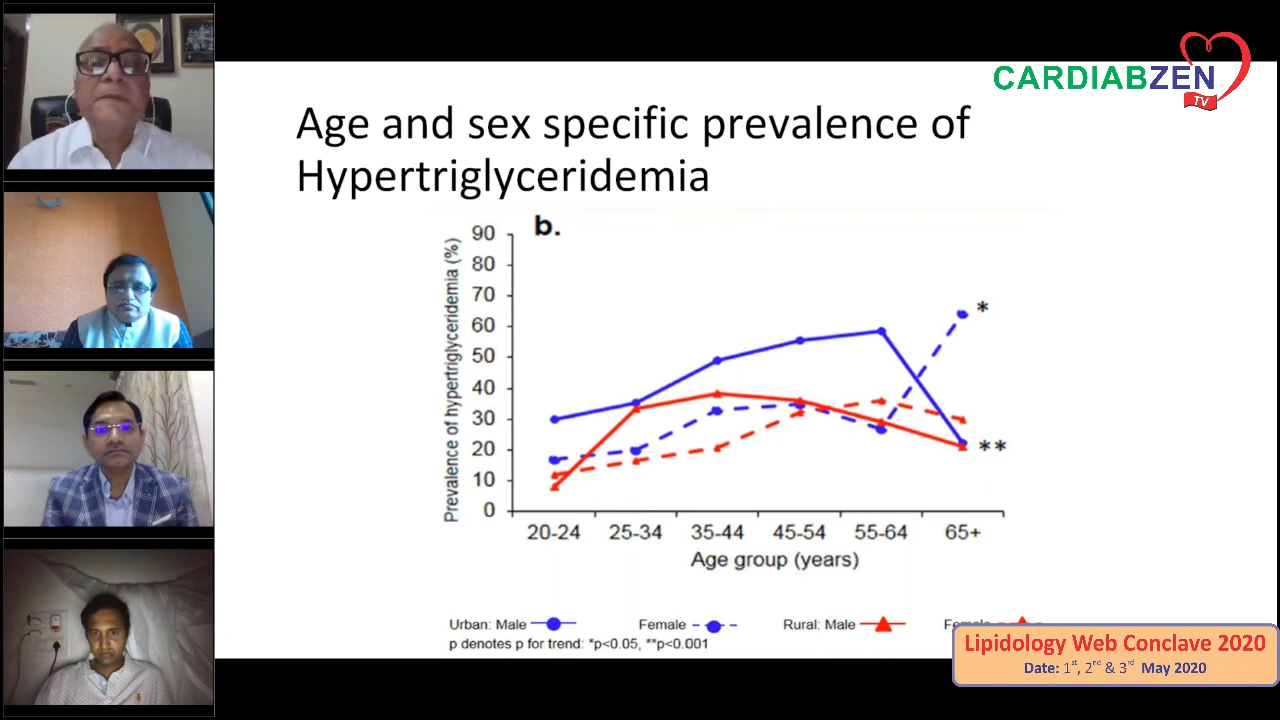 CARDIABZEN
TV
Age and sex specific prevalence of
Hypertriglyceridemia
b.
Prevalence of hypertriglyceridemia (%)
90
80
70
60
50
40
30
20
10
0
*
**
20-24 25-34 35-44 45-54 55-64 65+
Age group (years)
Urban: Male Female Rural: Male Female
p denotes p for trend: *p<0.05, **p<0.001
Lipidology Web Conclave 2020
Date: 1st, 2nd & 3rd May 2020